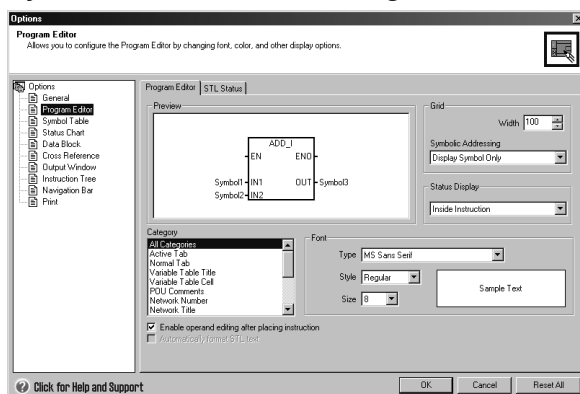 Options
Program Editor
Allows you to configure the Program Editor by changing font, color, and other display options.
Options
General
Program Editor
Symbol Table
Status Chart
Data Block
Cross Reference
Output Window
Instruction Tree
Navigation Bar
Print
Program Editor
STL Status
Preview
ADD_I
EN ENO
Symbol1 IN1 OUT Symbol3
Symbol2 IN2
Grid
Width 100
Symbolic Addressing
Display Symbol Only
Status Display
Inside Instruction
Category
All Categories
Active Tab
Normal Tab
Variable Table Title
Variable Table Cell
POU Comments
Network Number
Network Title
Font
Type MS Sans Serif
Style Regular
Size 8
Sample Text
Enable operand editing after placing instruction
Automatically format STL text
Click for Help and Support
OK
Cancel
Reset All